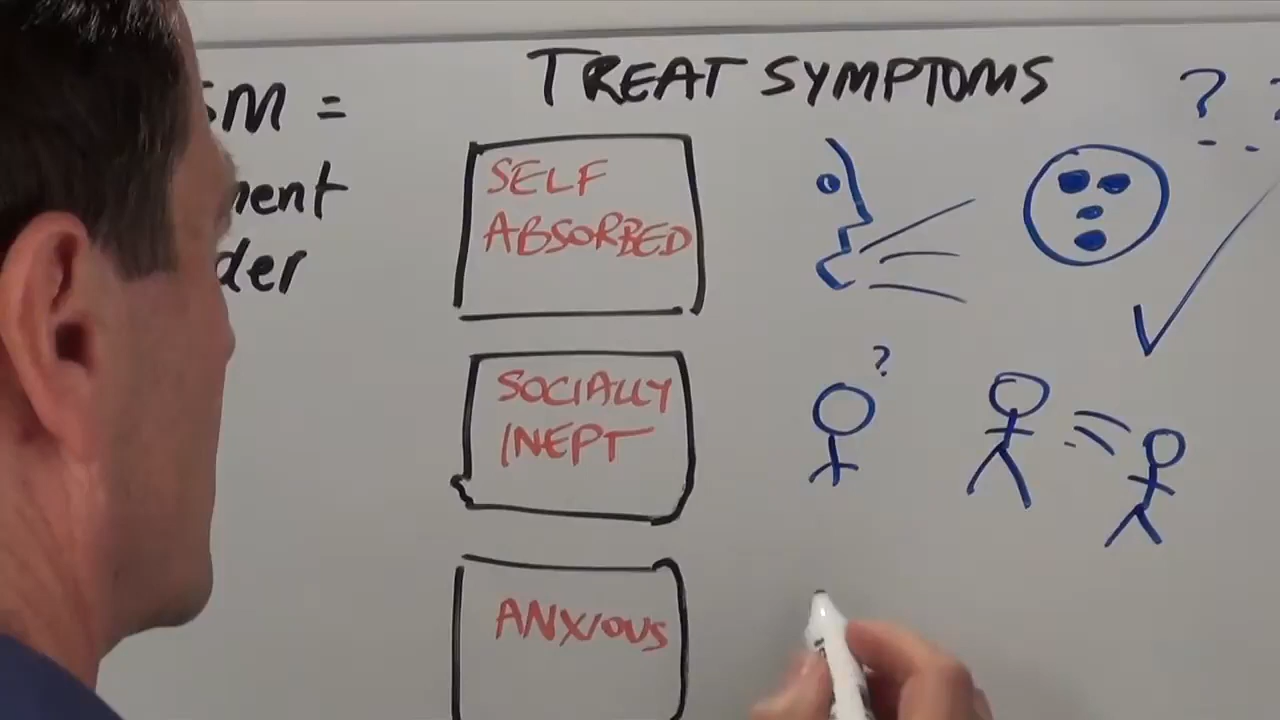 TREAT SYMPTOMS
SM =
ment
der
SELF
ABSORBED
? ?
?
SOCIALLY
INEPT
ANXIOUS